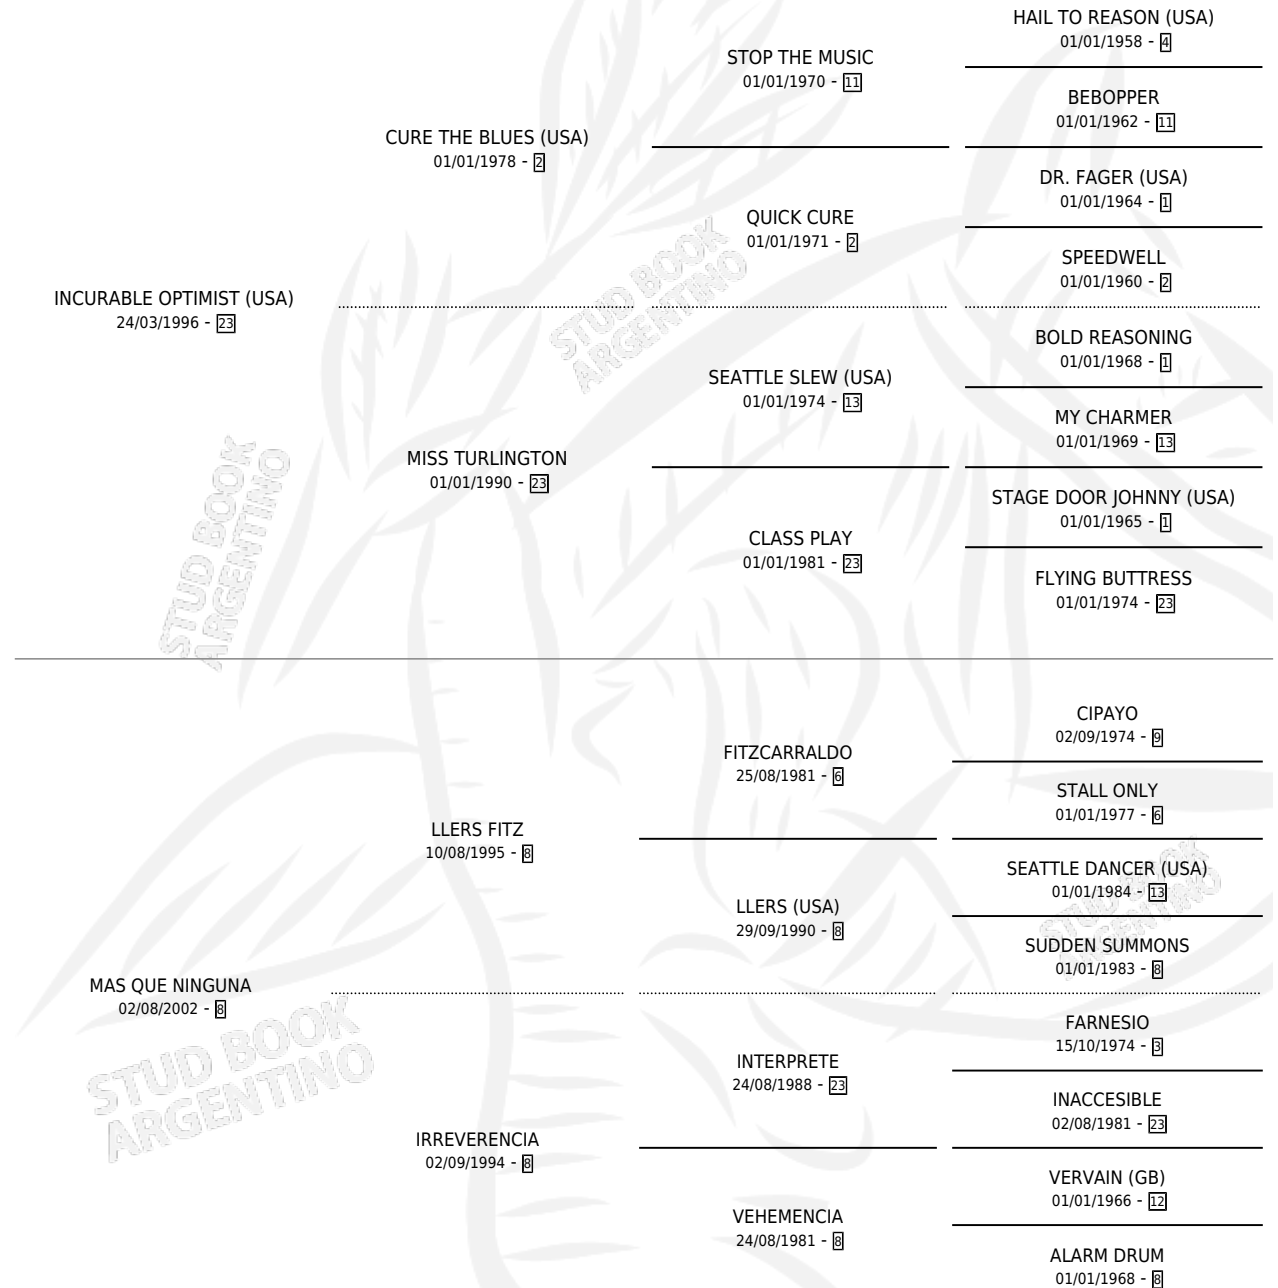 HAIL TO REASON (USA)
01/01/1958 - 4
STOP THE MUSIC
01/01/1970 - 11
BEBOPPER
01/01/1962 - 11
CURE THE BLUES (USA)
01/01/1978 - 2
DR. FAGER (USA)
01/01/1964 - 1
QUICK CURE
01/01/1971 - 2
SPEEDWELL
01/01/1960 - 2
INCURABLE OPTIMIST (USA)
24/03/1996 - 23
BOLD REASONING
01/01/1968 - 1
SEATTLE SLEW (USA)
01/01/1974 - 13
MY CHARMER
01/01/1969 - 13
MISS TURLINGTON
01/01/1990 - 23
STAGE DOOR JOHNNY (USA)
01/01/1965 - 1
CLASS PLAY
01/01/1981 - 23
FLYING BUTTRESS
01/01/1974 - 23
CIPAYO
02/09/1974 - 9
FITZCARRALDO
25/08/1981 - 6
STALL ONLY
01/01/1977 - 6
LLERS FITZ
10/08/1995 - 8
SEATTLE DANCER (USA)
01/01/1984 - 13
LLERS (USA)
29/09/1990 - 8
SUDDEN SUMMONS
01/01/1983 - 8
MAS QUE NINGUNA
02/08/2002 - 8
FARNESIO
15/10/1974 - 3
INTERPRETE
24/08/1988 - 23
INACCESIBLE
02/08/1981 - 23
IRREVERENCIA
02/09/1994 - 8
VERVAIN (GB)
01/01/1966 - 12
VEHEMENCIA
24/08/1981 - 8
ALARM DRUM
01/01/1968 - 8
STUD BOOK
ARGENTINO
STUD BOOK
ARGENTINO
STUD BOOK
ARGENTINO
STUD BOOK
ARGENTINO